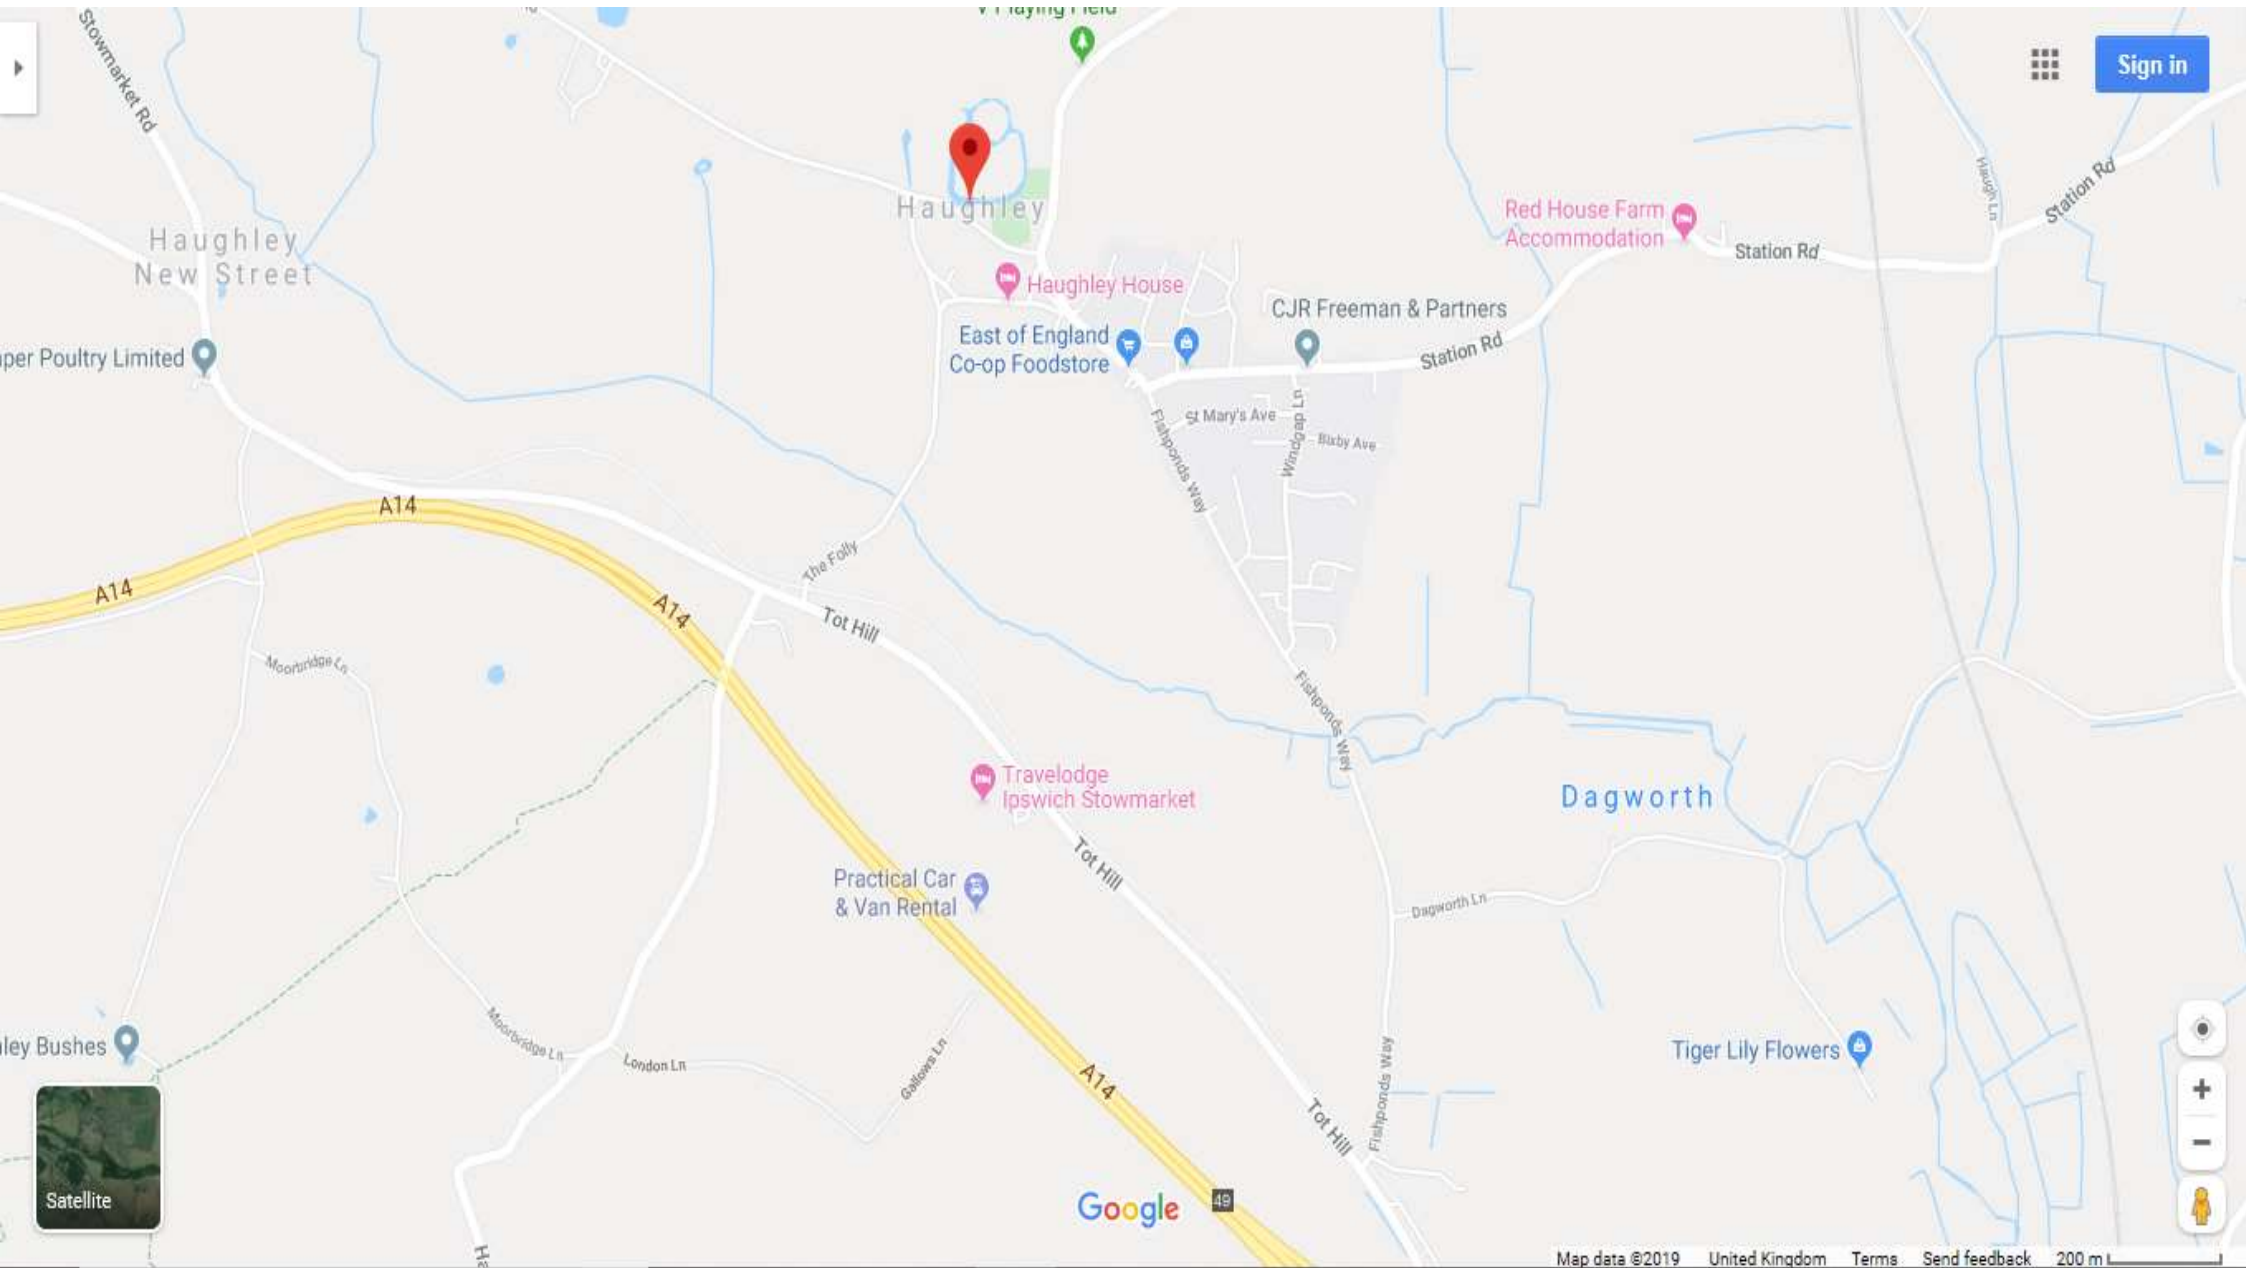 Playing Field
Stowmarket Rd
Sign in
Haughley
Haughley
New Street
Haughley House
Red House Farm
Accommodation
Station Rd
Haugh Ln
Station Rd
CJR Freeman & Partners
East of England
Co-op Foodstore
Station Rd
per Poultry Limited
St Mary's Ave
Windgap Ln
Bixby Ave
Fishponds Way
A14
A14
A14
The Folly
Tot Hill
Moorbridge Ln
Fishponds Way
Travelodge
Ipswich Stowmarket
Dagworth
Tot Hill
Practical Car
& Van Rental
Dagworth Ln
ley Bushes
Moorbridge Ln
London Ln
Gallows Ln
A14
Tot Hill
Fishponds Way
Tiger Lily Flowers
Satellite
Google
49
Ha
Map data ©2019 United Kingdom Terms Send feedback 200 m